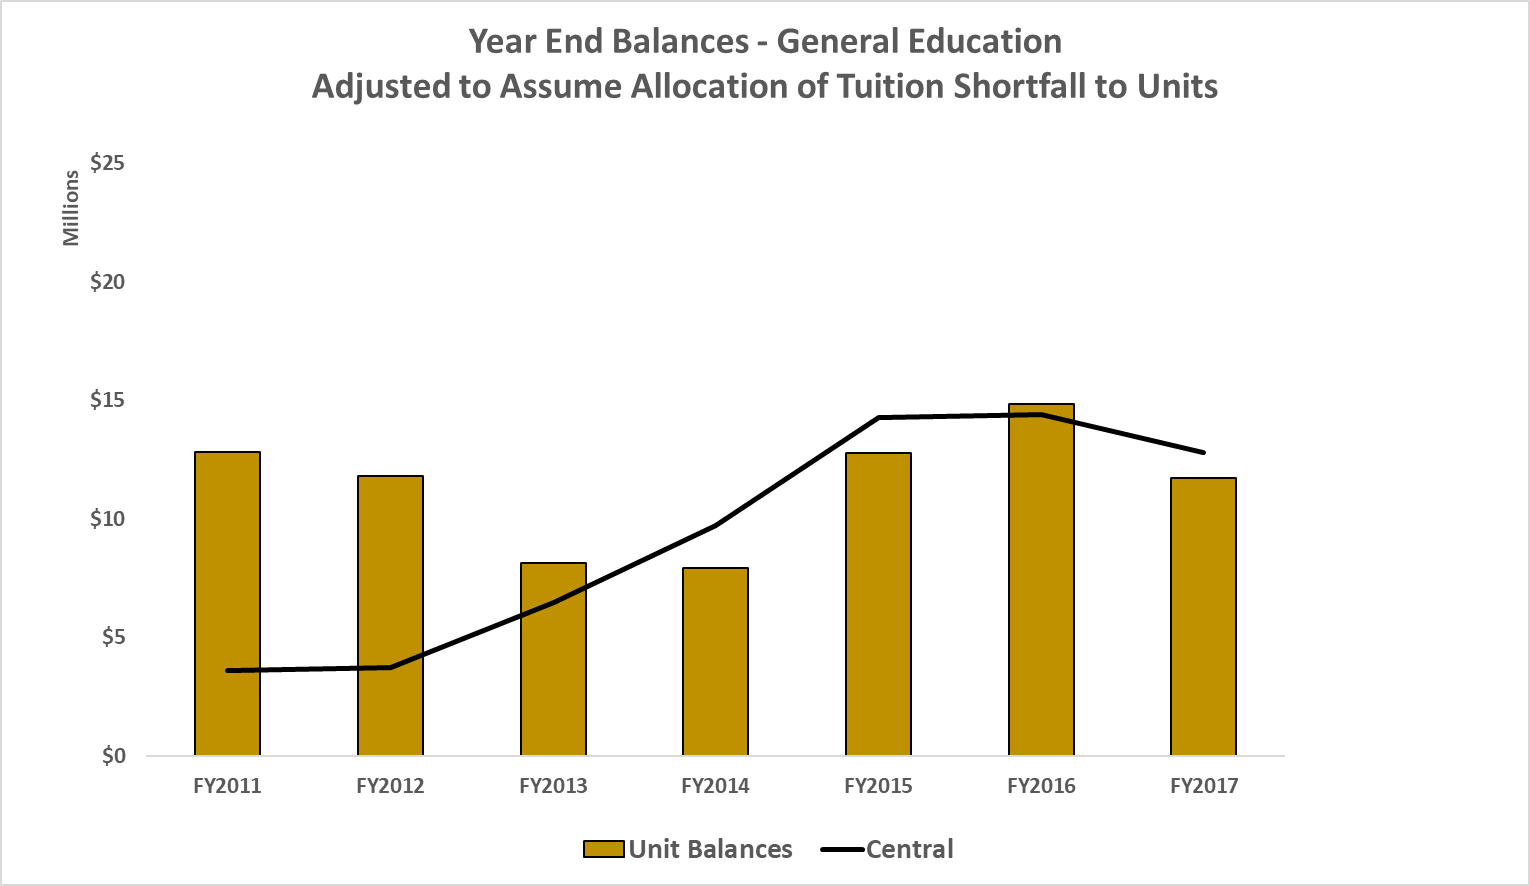 Year End Balances - General Education
Adjusted to Assume Allocation of Tuition Shortfall to Units
Millions
$25
$20
$15
$10
$5
$0
FY2011 FY2012 FY2013 FY2014 FY2015 FY2016 FY2017
Unit Balances Central